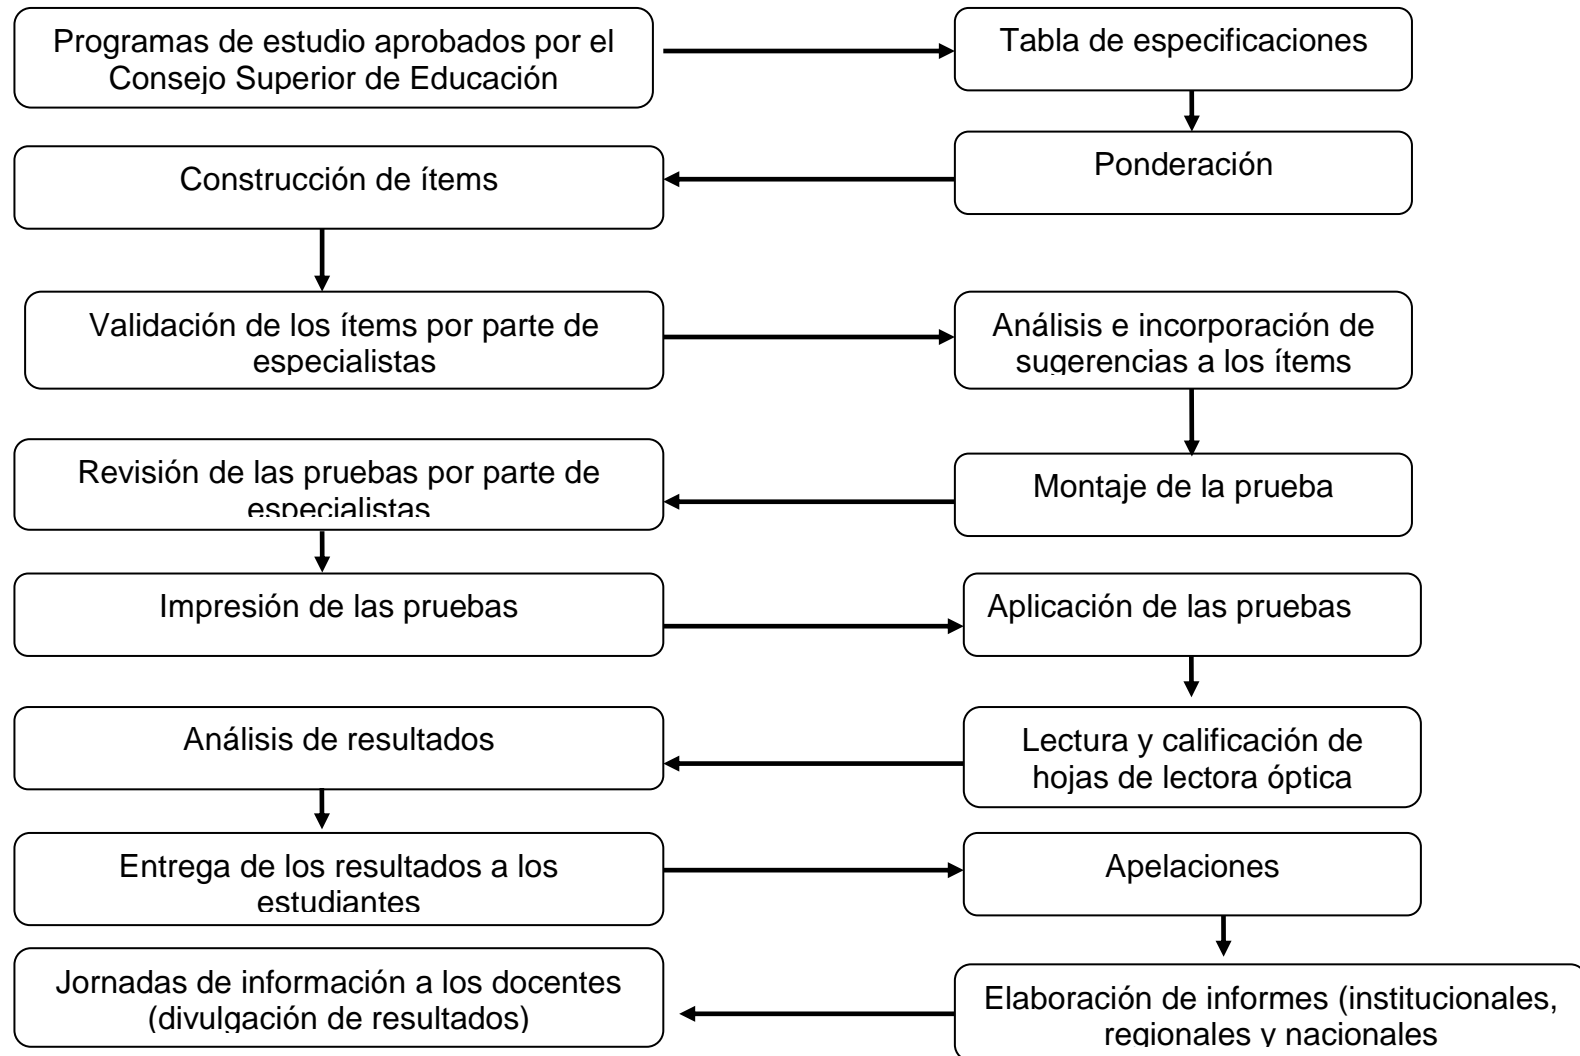 Programas de estudio aprobados por el
Consejo Superior de Educación
Tabla de especificaciones
Ponderación
Construcción de ítems
Validación de los ítems por parte de
especialistas
Análisis e incorporación de
sugerencias a los ítems
Montaje de la prueba
Revisión de las pruebas por parte de
especialistas
Impresión de las pruebas
Aplicación de las pruebas
Lectura y calificación de
hojas de lectora óptica
Análisis de resultados
Entrega de los resultados a los
estudiantes
Apelaciones
Elaboración de informes (institucionales,
regionales y nacionales
Jornadas de información a los docentes
(divulgación de resultados)